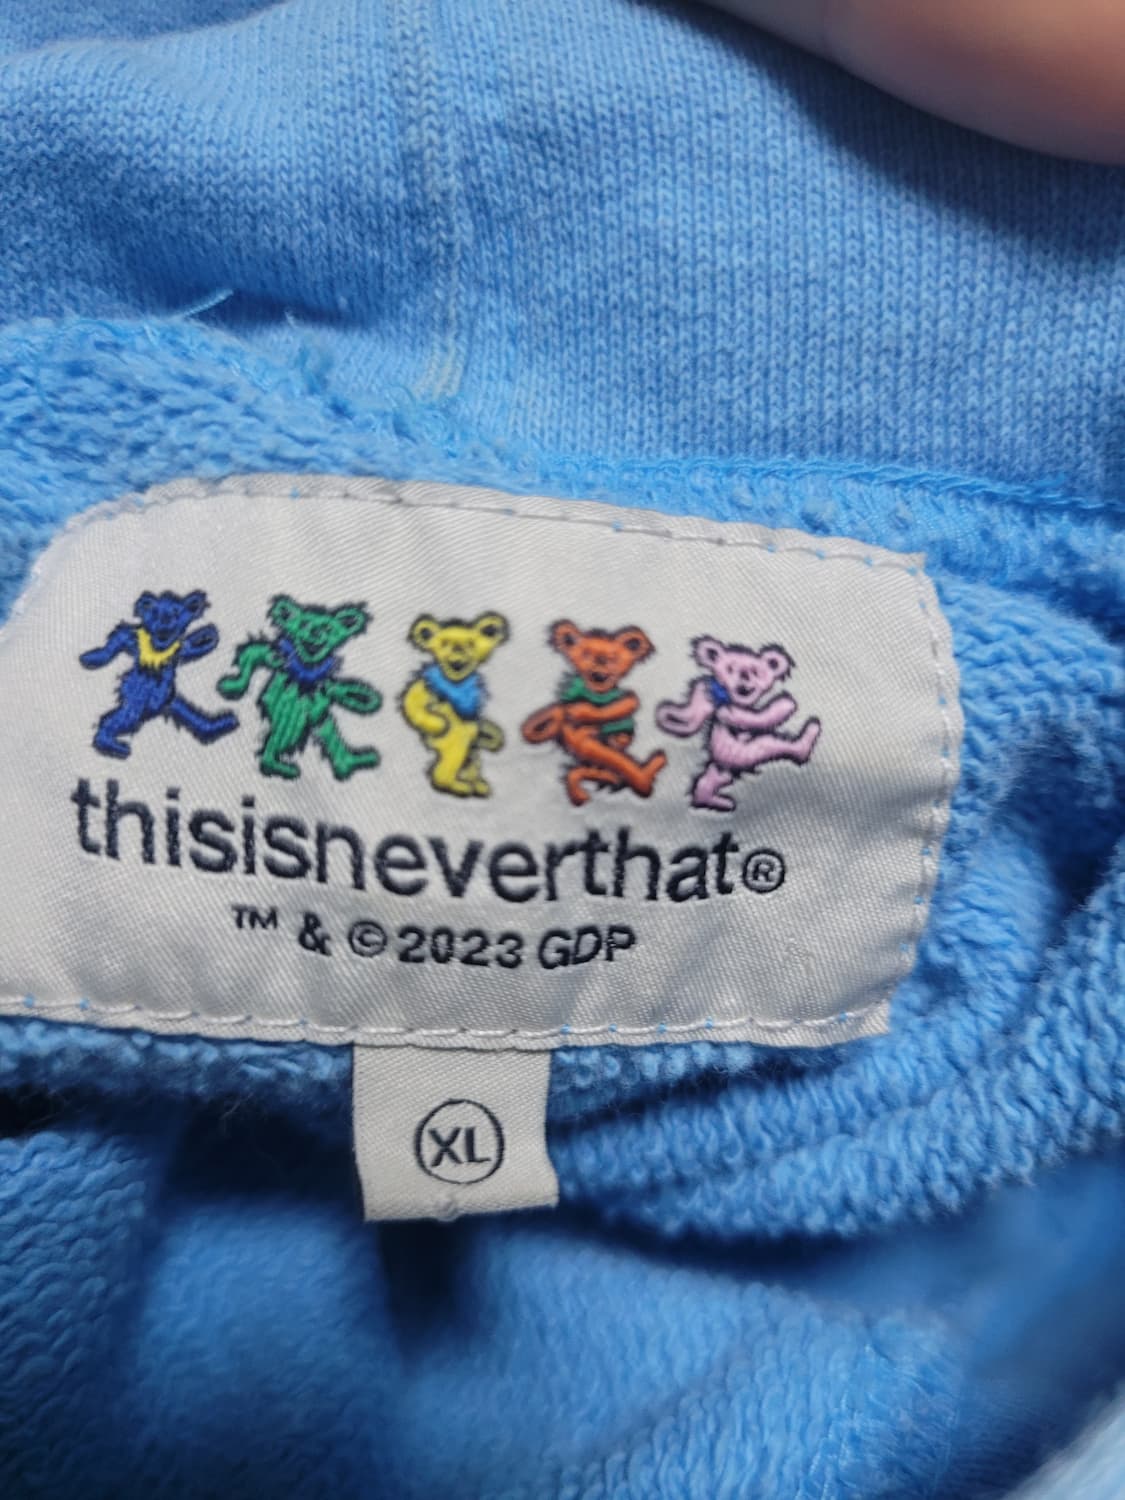 thisisneverthat®
™ & © 2023 GDP
XL